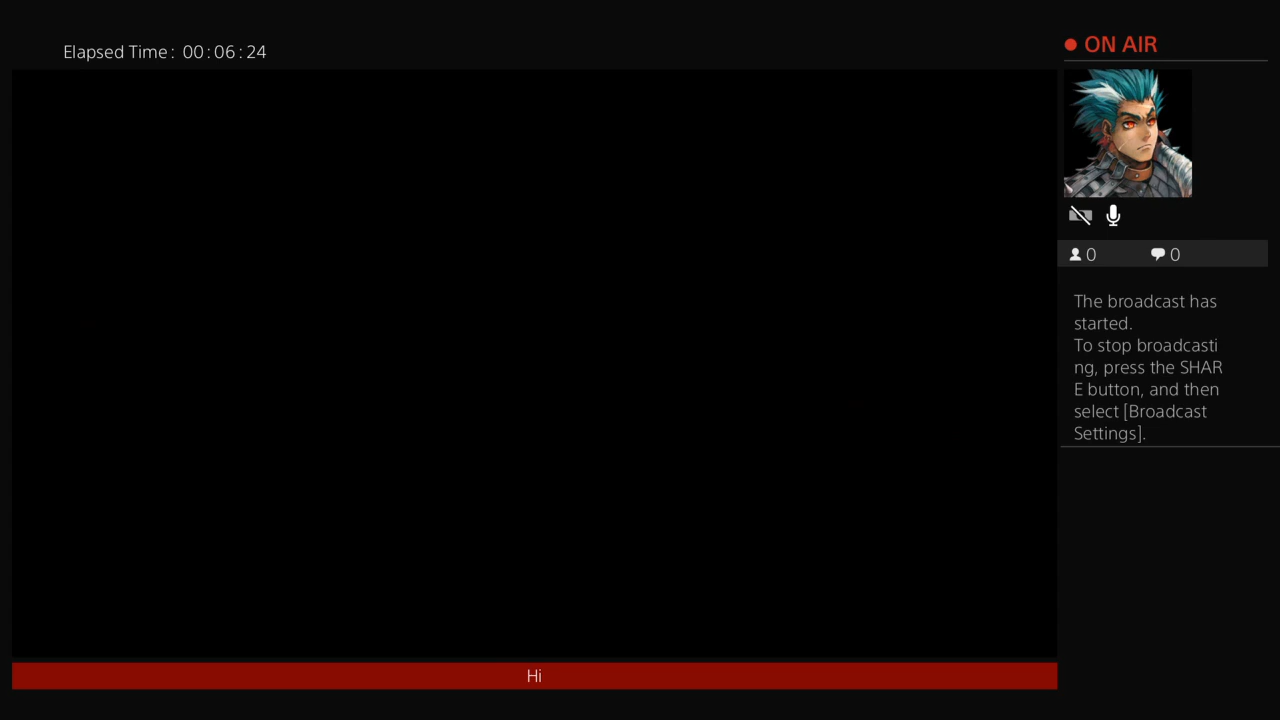 Elapsed Time: 00:06:24
ON AIR
0 0
The broadcast has
started.
To stop broadcasti
ng, press the SHAR
E button, and then
select [Broadcast
Settings].
Hi